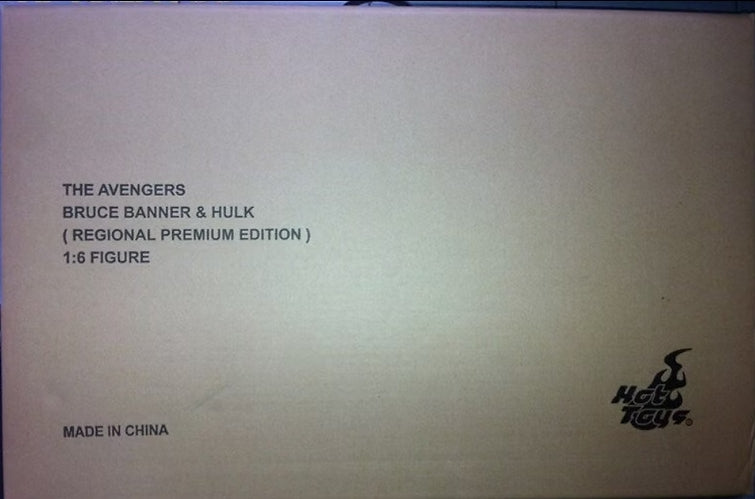 THE AVENGERS
BRUCE BANNER & HULK
( REGIONAL PREMIUM EDITION )
1:6 FIGURE
MADE IN CHINA
Hot
Toys®